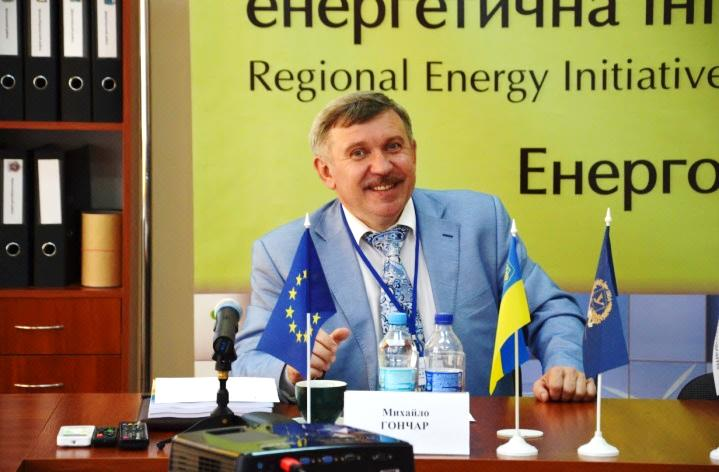 енергетична іні
Regional Energy Initiative
Енерго
Михайло
ГОНЧАР